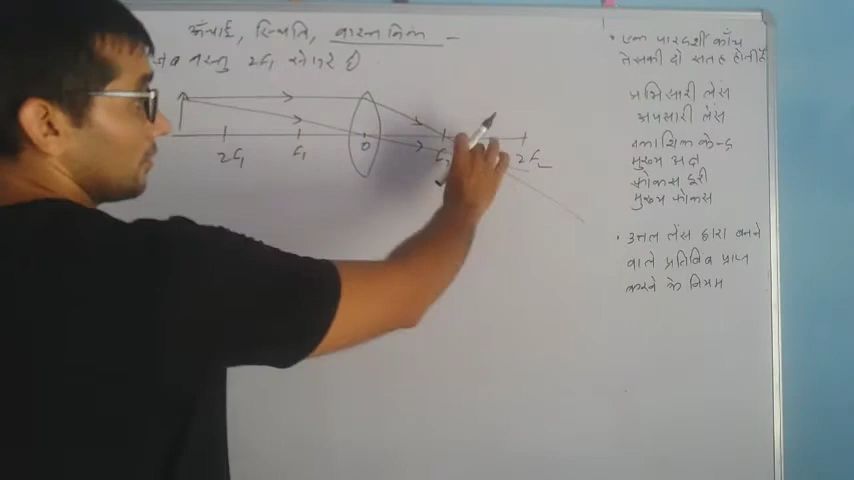 ऊँचाई, स्थिति, वास्तविक -
जब वस्तु 2F₁ से परे हो
2F₁ F₁ O F₂ 2F₂
• एक पारदर्शी काँच
जिसकी दो सतह होती हैं
अभिसारी लेंस
अपसारी लेंस
प्रकाशिक केन्द्र
मुख्य अक्ष
फोकस दूरी
मुख्य फोकस
• उत्तल लेंस द्वारा बनने
वाले प्रतिबिंब प्राप्त
करने के नियम